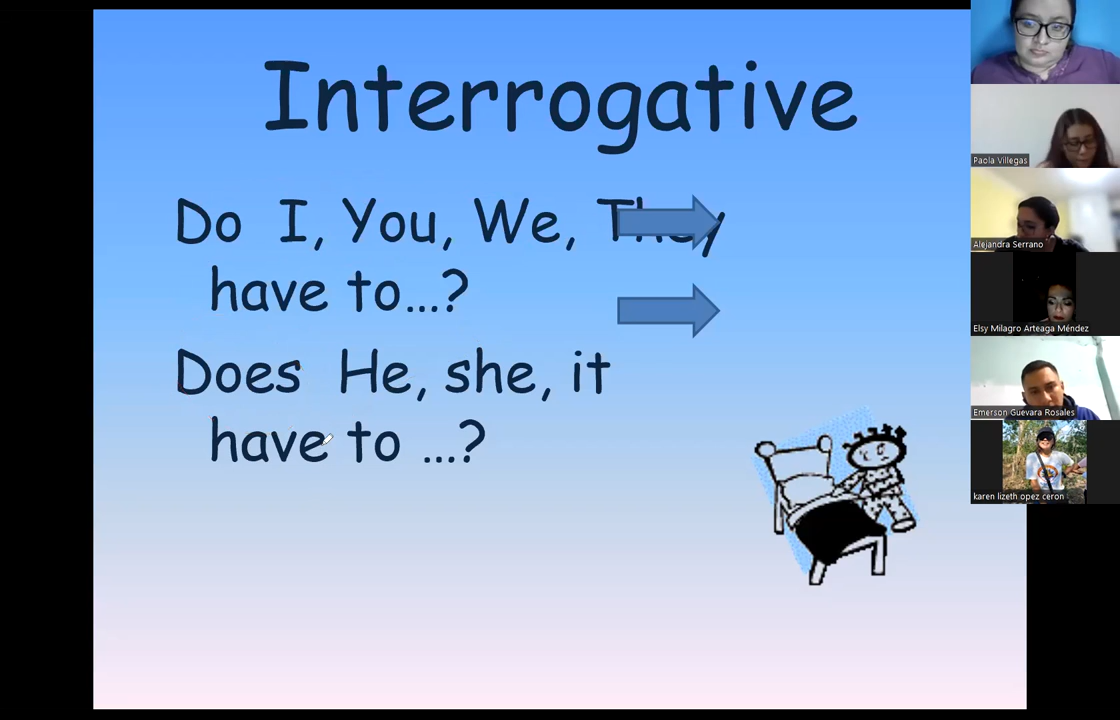 Interrogative
Do I, You, We, They
have to...?
Does He, she, it
have to ...?
Paola Villegas
Alejandra Serrano
Elsy Milagro Arteaga Méndez
Emerson Guevara Rosales
karen lizeth opez ceron